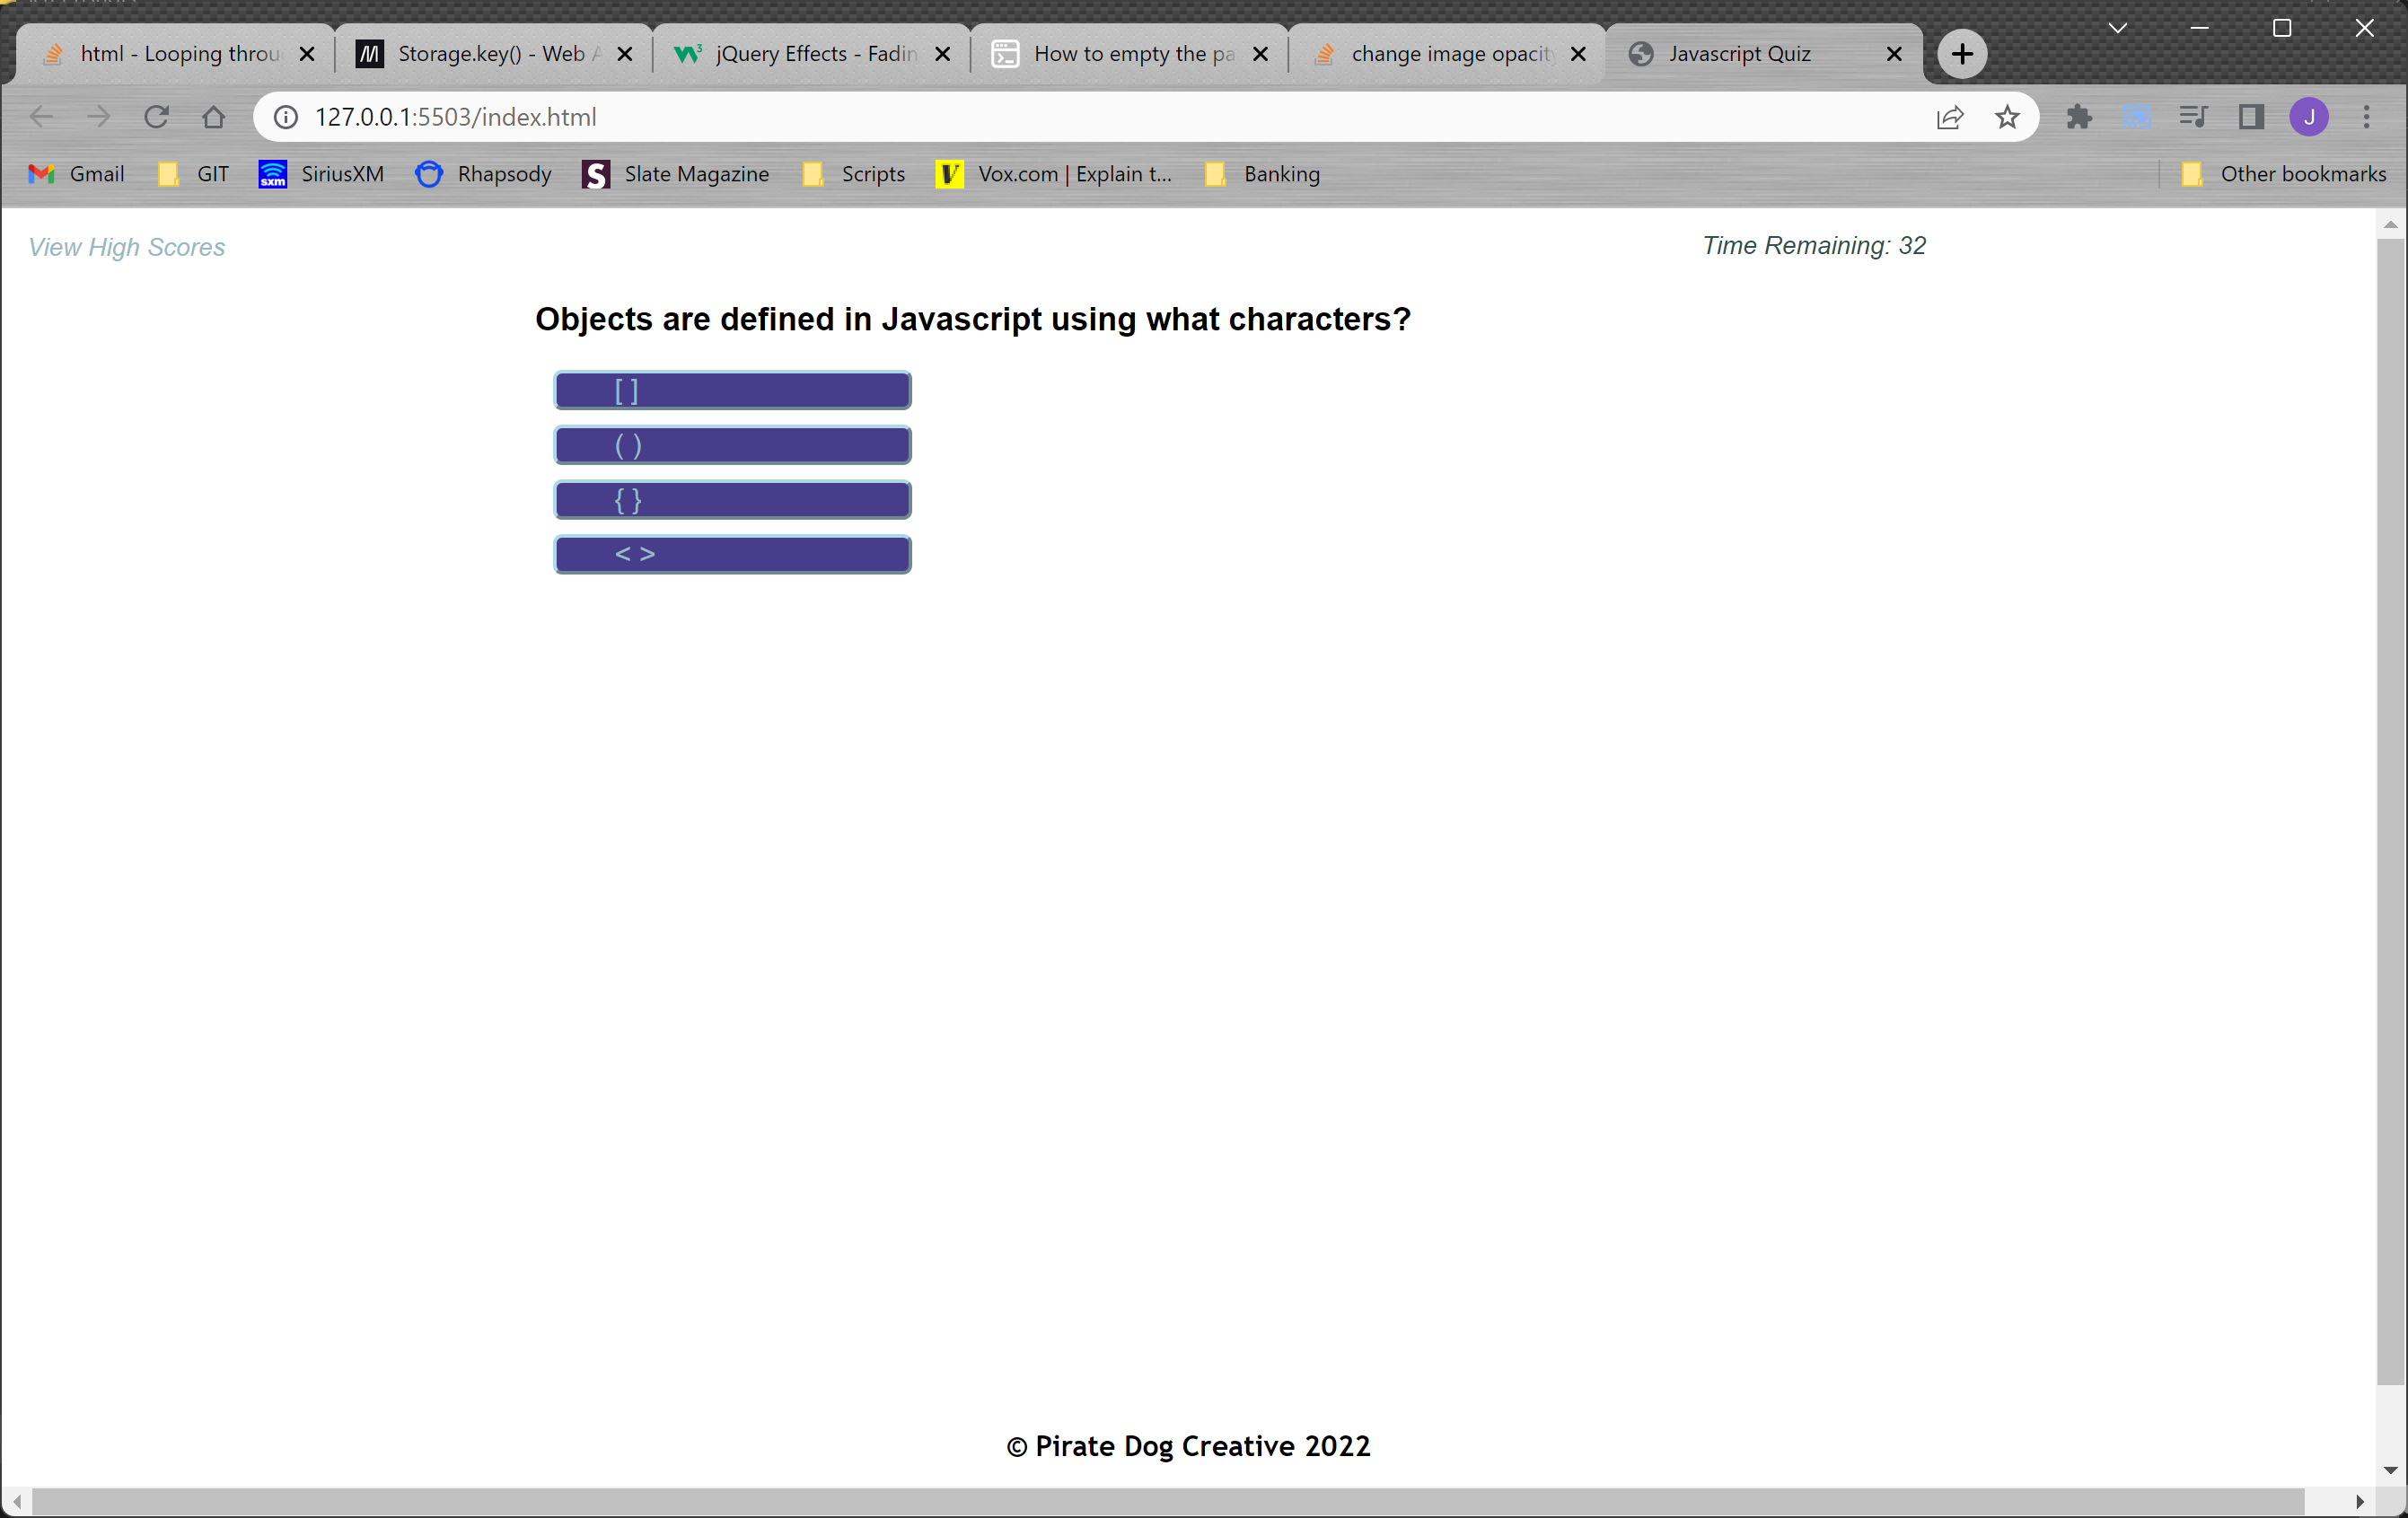 html - Looping throu
Storage.key() - Web A
jQuery Effects - Fadin
How to empty the pa
change image opacity
Javascript Quiz
127.0.0.1:5503/index.html
J
Gmail
GIT
sxm
SiriusXM
Rhapsody
S
Slate Magazine
Scripts
V
Vox.com | Explain t...
Banking
Other bookmarks
View High Scores
Time Remaining: 32
Objects are defined in Javascript using what characters?
[ ]
( )
{ }
< >
© Pirate Dog Creative 2022